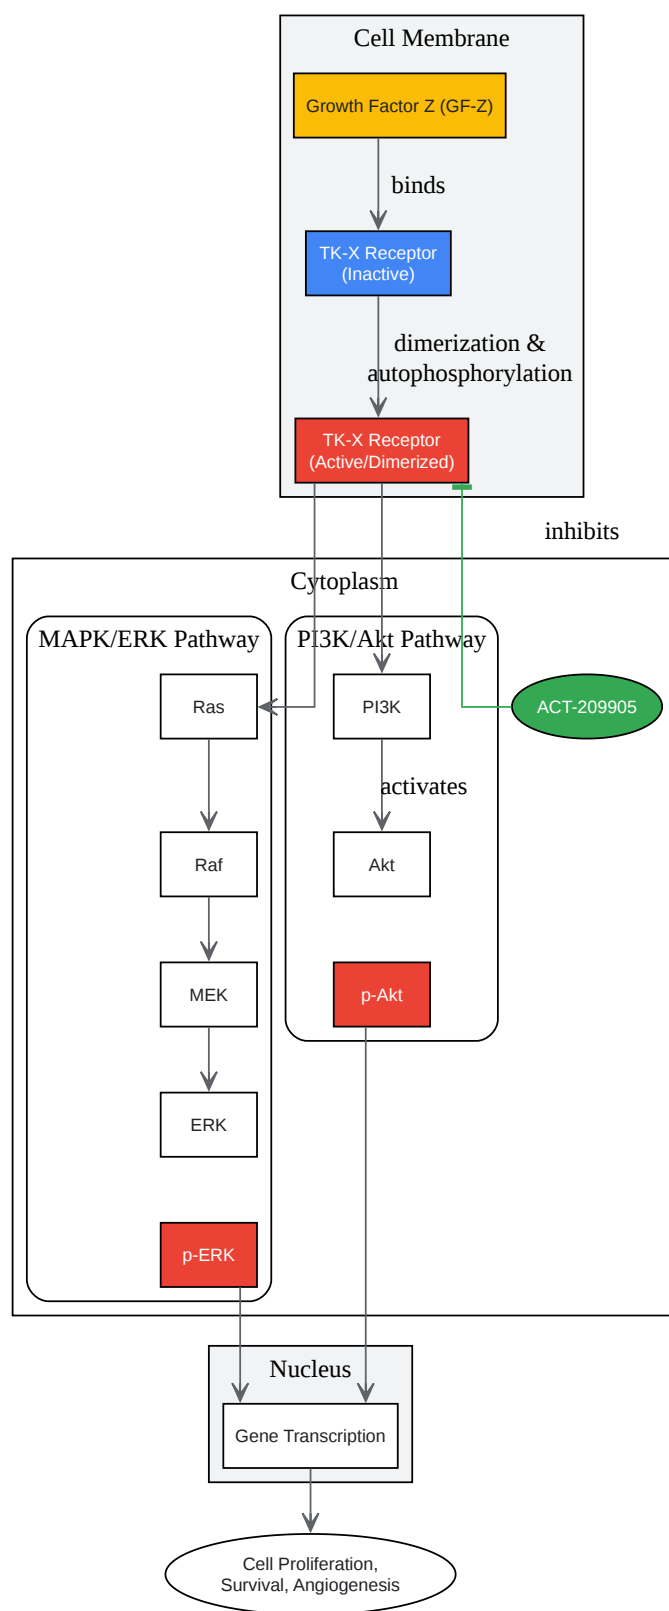 Cell Membrane
Growth Factor Z (GF-Z)
binds
TK-X Receptor
(Inactive)
dimerization &
autophosphorylation
TK-X Receptor
(Active/Dimerized)
inhibits
Cytoplasm
MAPK/ERK Pathway
PI3K/Akt Pathway
Ras
PI3K
ACT-209905
activates
Raf
Akt
MEK
p-Akt
ERK
p-ERK
Nucleus
Gene Transcription
Cell Proliferation,
Survival, Angiogenesis